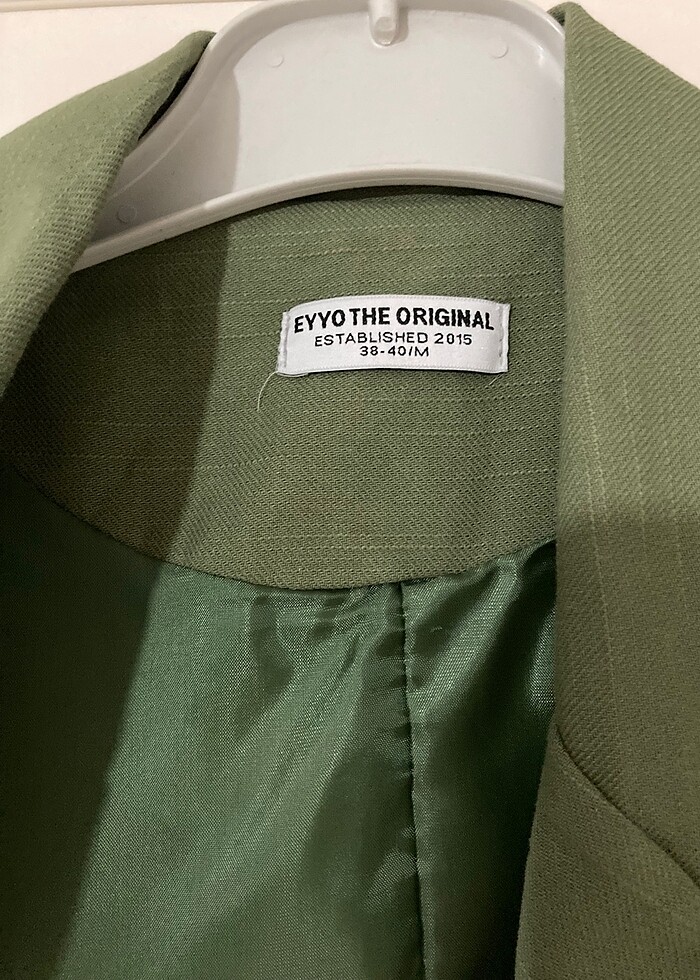 EYYO THE ORIGINAL
ESTABLISHED 2015
38-40/M